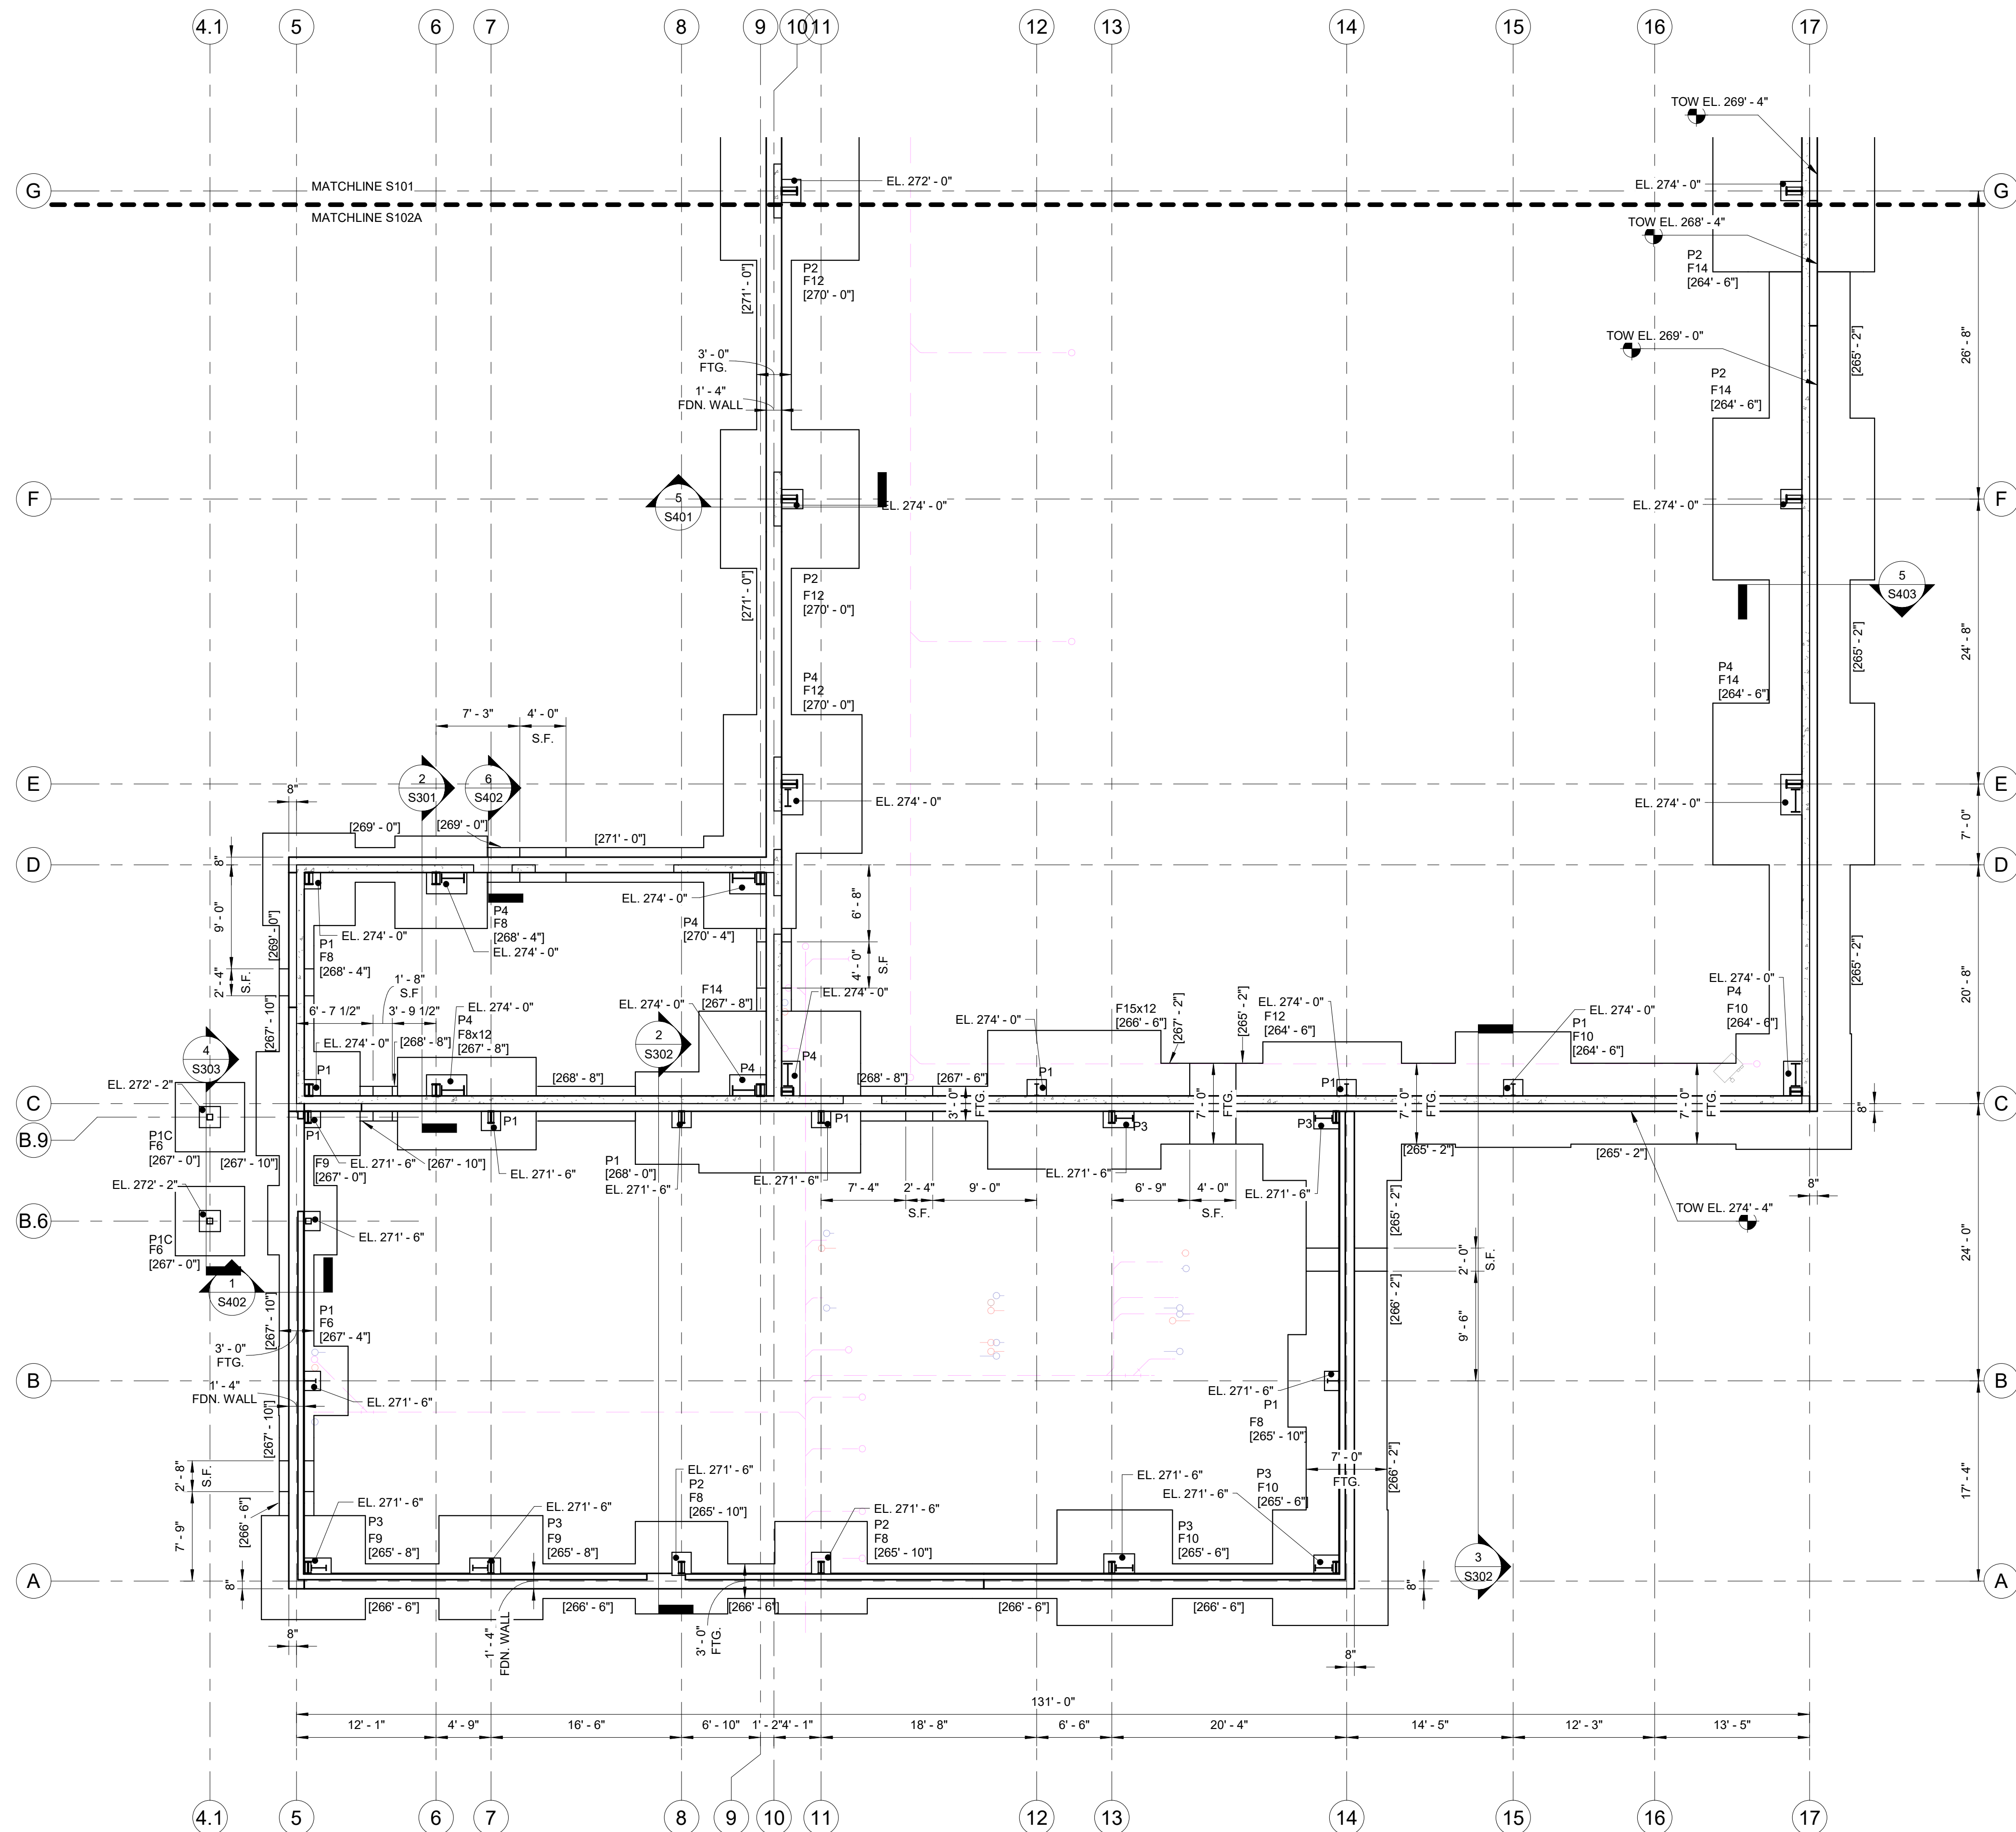 4.1
5
6
7
8
9
10
11
12
13
14
15
16
17
TOW EL. 269' - 4"
G
MATCHLINE S101
EL. 272' - 0"
EL. 274' - 0"
G
MATCHLINE S102A
TOW EL. 268' - 4"
[271' - 0"]
P2
F12
[270' - 0"]
P2
F14
[264' - 6"]
TOW EL. 269' - 0"
[265' - 2"]
26' - 8"
3' - 0"
FTG.
1' - 4"
FDN. WALL
P2
F14
[264' - 6"]
F
5
S401
EL. 274' - 0"
EL. 274' - 0"
F
[271' - 0"]
P2
F12
[270' - 0"]
5
S403
[265' - 2"]
24' - 8"
P4
F12
[270' - 0"]
P4
F14
[264' - 6"]
7' - 3"
4' - 0"
S.F.
E
8"
2
S301
6
S402
EL. 274' - 0"
EL. 274' - 0"
E
[269' - 0"]
[269' - 0"]
[271' - 0"]
7' - 0"
D
8"
D
9' - 0"
EL. 274' - 0"
6' - 8"
P4
F8
[268' - 4"]
P4
[270' - 4"]
[269' - 0"]
EL. 274' - 0"
P1
F8
[268' - 4"]
EL. 274' - 0"
4' - 0"
S.F
[265' - 2"]
20' - 8"
2' - 4"
S.F.
1' - 8"
S.F
F14
[267' - 8"]
EL. 274' - 0"
EL. 274' - 0"
[267' - 10"]
6' - 7 1/2"
3' - 9 1/2"
EL. 274' - 0"
P4
F8x12
[267' - 8"]
EL. 274' - 0"
EL. 274' - 0"
F15x12
[266' - 6"]
[267' - 2"]
[265' - 2"]
EL. 274' - 0"
F12
[264' - 6"]
EL. 274' - 0"
P1
F10
[264' - 6"]
P4
F10
[264' - 6"]
4
S303
EL. 274' - 0"
[268' - 8"]
2
S302
P1
P4
P4
P1
P1
EL. 272' - 2"
[268' - 8"]
[268' - 8"]
[267' - 6"]
3' - 0"
FTG.
7' - 0"
FTG.
7' - 0"
FTG.
7' - 0"
FTG.
C
8"
C
B.9
P1C
F6
[267' - 0"]
P1
P1
P1
P3
P3
[267' - 10"]
F9
[267' - 0"]
EL. 271' - 6"
[267' - 10"]
EL. 271' - 6"
P1
[268' - 0"]
EL. 271' - 6"
EL. 271' - 6"
EL. 271' - 6"
EL. 271' - 6"
[265' - 2"]
[265' - 2"]
7' - 4"
2' - 4"
S.F.
9' - 0"
6' - 9"
4' - 0"
S.F.
8"
EL. 272' - 2"
B.6
P1C
F6
[267' - 0"]
EL. 271' - 6"
[265' - 2"]
TOW EL. 274' - 4"
24' - 0"
2' - 0"
S.F.
1
S402
[267' - 10"]
P1
F6
[267' - 4"]
[266' - 2"]
9' - 6"
3' - 0"
FTG.
1' - 4"
FDN. WALL
B
EL. 271' - 6"
EL. 271' - 6"
P1
F8
[265' - 10"]
B
[267' - 10"]
7' - 0"
FTG.
[266' - 2"]
2' - 8"
S.F.
EL. 271' - 6"
P2
F8
[265' - 10"]
EL. 271' - 6"
P3
F10
[265' - 6"]
EL. 271' - 6"
17' - 4"
[266' - 6"]
EL. 271' - 6"
P3
F9
[265' - 8"]
EL. 271' - 6"
P3
F9
[265' - 8"]
EL. 271' - 6"
P2
F8
[265' - 10"]
P3
F10
[265' - 6"]
7' - 9"
3
S302
A
8"
8"
A
[266' - 6"]
[266' - 6"]
[266' - 6"]
[266' - 6"]
[266' - 6"]
8"
1' - 4"
FDN. WALL
3' - 0"
FTG.
8"
131' - 0"
12' - 1"
4' - 9"
16' - 6"
6' - 10"
1' - 2"
4' - 1"
18' - 8"
6' - 6"
20' - 4"
14' - 5"
12' - 3"
13' - 5"
4.1
5
6
7
8
9
10
11
12
13
14
15
16
17